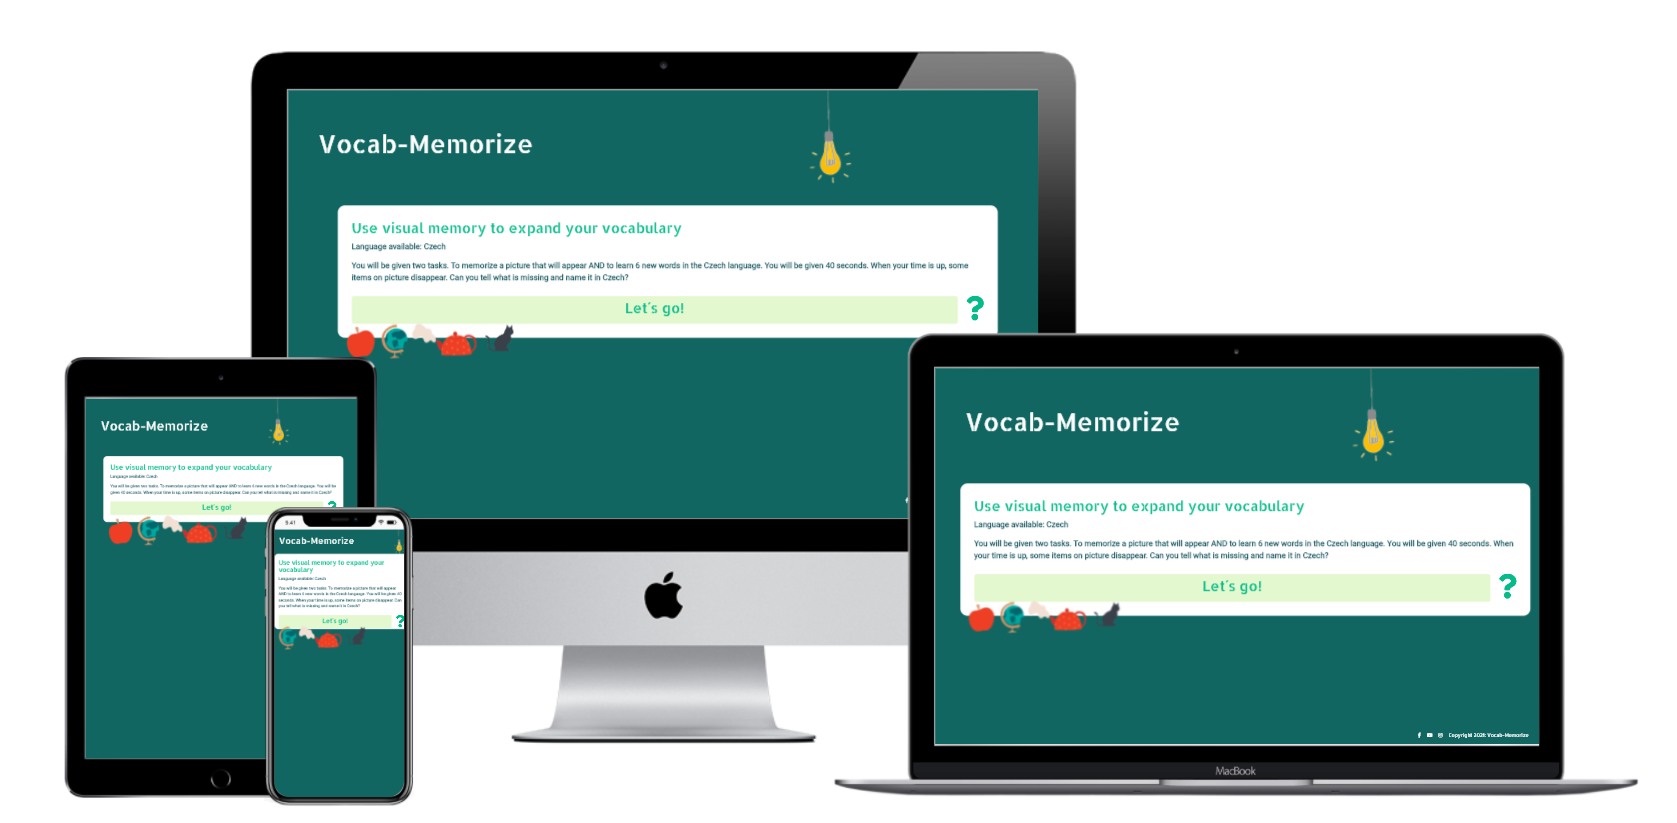 Vocab-Memorize
Use visual memory to expand your vocabulary
Language available: Czech
You will be given two tasks. To memorize a picture that will appear AND to learn 6 new words in the Czech language. You will be given 40 seconds. When your time is up, some
items on picture disappear. Can you tell what is missing and name it in Czech?
Let's go!
?
Vocab-Memorize
Use visual memory to expand your vocabulary
Language available: Czech
You will be given two tasks. To memorize a picture that will appear AND to learn 6 new words in the Czech language. You will be given 40 seconds. When
your time is up, some items on picture disappear. Can you tell what is missing and name it in Czech?
Let's go!
?
Vocab-Memorize
MacBook
Vocab-Memorize
Use visual memory to expand your vocabulary
Language available: Czech
You will be given two tasks. To memorize a picture that will appear AND to learn 6 new words in the Czech language. You will be
given 40 seconds. When your time is up, some items on picture disappear. Can you tell what is missing and name it in Czech?
Let's go!
?
9:41
Vocab-Memorize
Use visual memory to expand your
vocabulary
Language available: Czech
You will be given two tasks. To memorize a picture that will appear
AND to learn 6 new words in the Czech language. You will be given 40
seconds. When your time is up, some items on picture disappear. Can
you tell what is missing and name it in Czech?
Let's go!
?